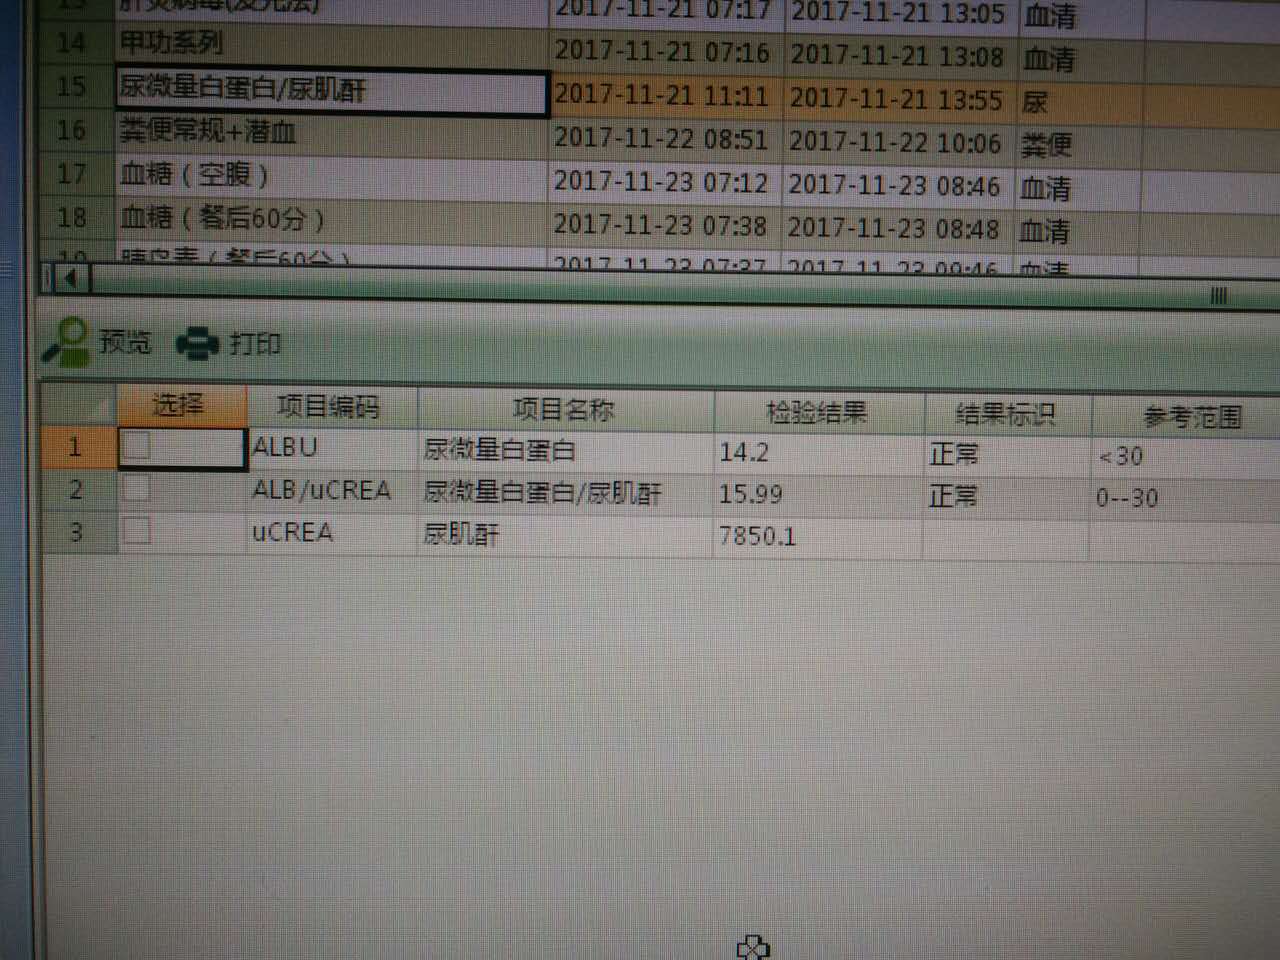 2017-11-21 07:17 2017-11-21 13:05 血清
14 甲功系列 2017-11-21 07:16 2017-11-21 13:08 血清
15 尿微量白蛋白/尿肌酐 2017-11-21 11:11 2017-11-21 13:55 尿
16 粪便常规+潜血 2017-11-22 08:51 2017-11-22 10:06 粪便
17 血糖（空腹） 2017-11-23 07:12 2017-11-23 08:46 血清
18 血糖（餐后60分） 2017-11-23 07:38 2017-11-23 08:48 血清
预览 打印
选择 项目编码 项目名称 检验结果 结果标识 参考范围
1 ALBU 尿微量白蛋白 14.2 正常 <30
2 ALB/uCREA 尿微量白蛋白/尿肌酐 15.99 正常 0--30
3 uCREA 尿肌酐 7850.1